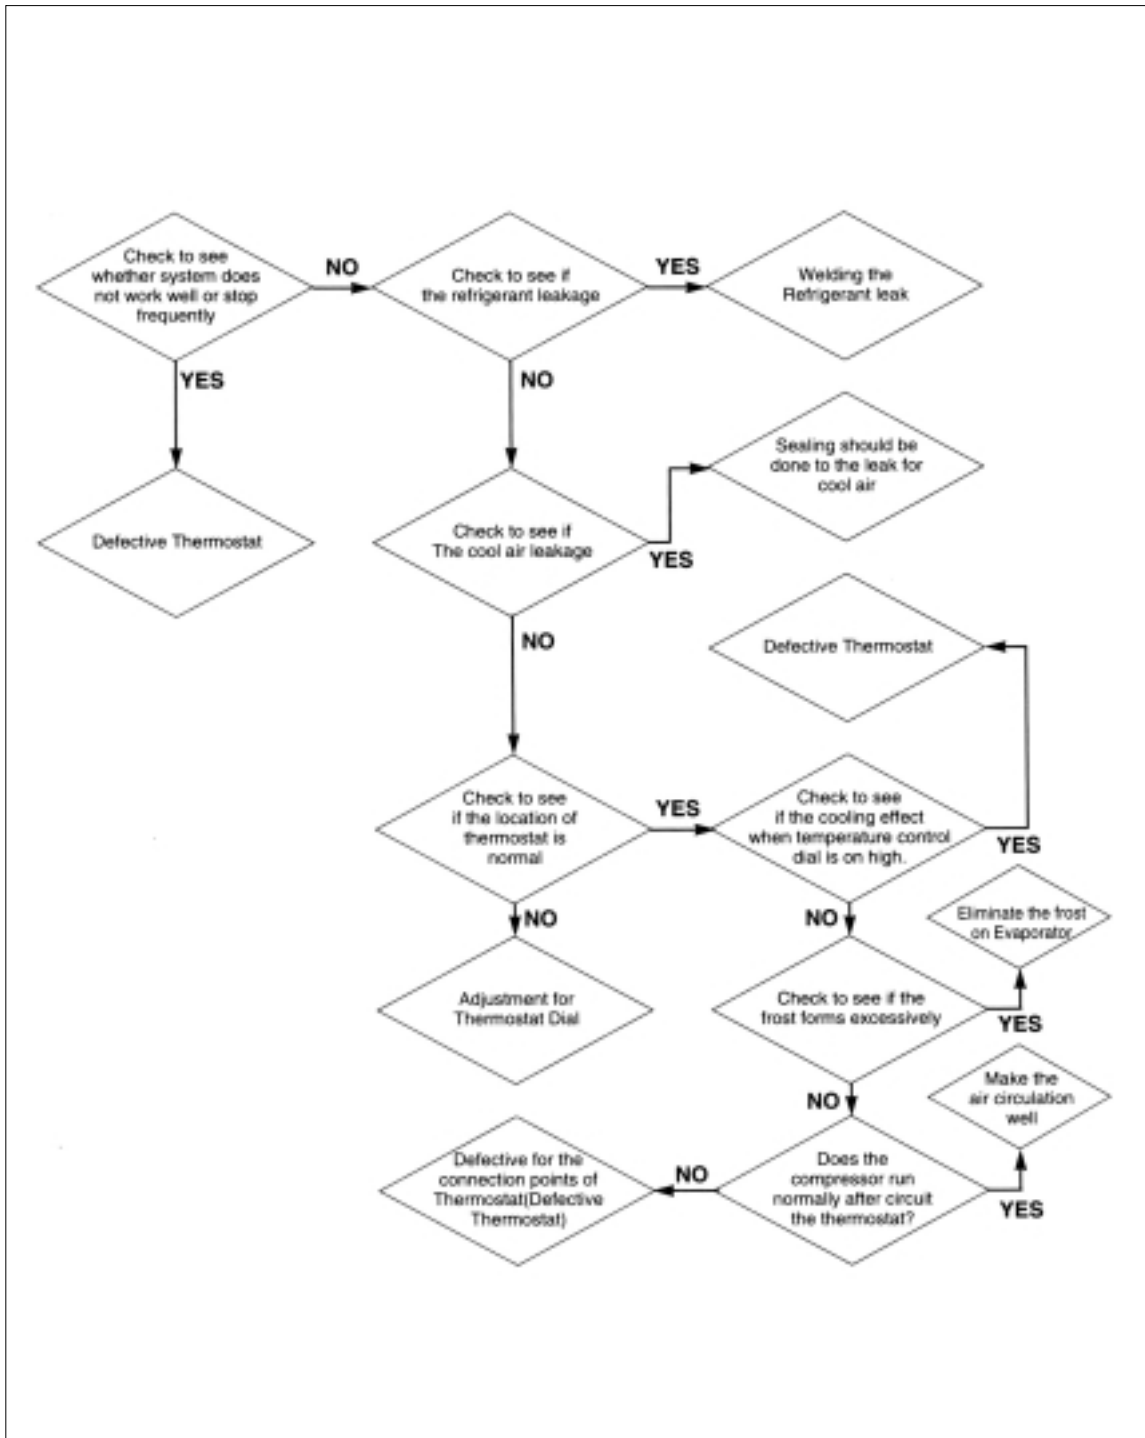 Check to see
whether system does
not work well or stop
frequently
NO
Check to see if
the refrigerant leakage
YES
Welding the
Refrigerant leak
YES
NO
Defective Thermostat
Check to see if
The cool air leakage
YES
Sealing should be
done to the leak for
cool air
NO
Defective Thermostat
Check to see
if the location of
thermostat is
normal
YES
Check to see
if the cooling effect
when temperature control
dial is on high.
YES
NO
NO
Eliminate the frost
on Evaporator
Adjustment for
Thermostat Dial
Check to see if the
frost forms excessively
YES
NO
Make the
air circulation
well
Defective for the
connection points of
Thermostat(Defective
Thermostat)
NO
Does the
compressor run
normally after circuit
the thermostat?
YES